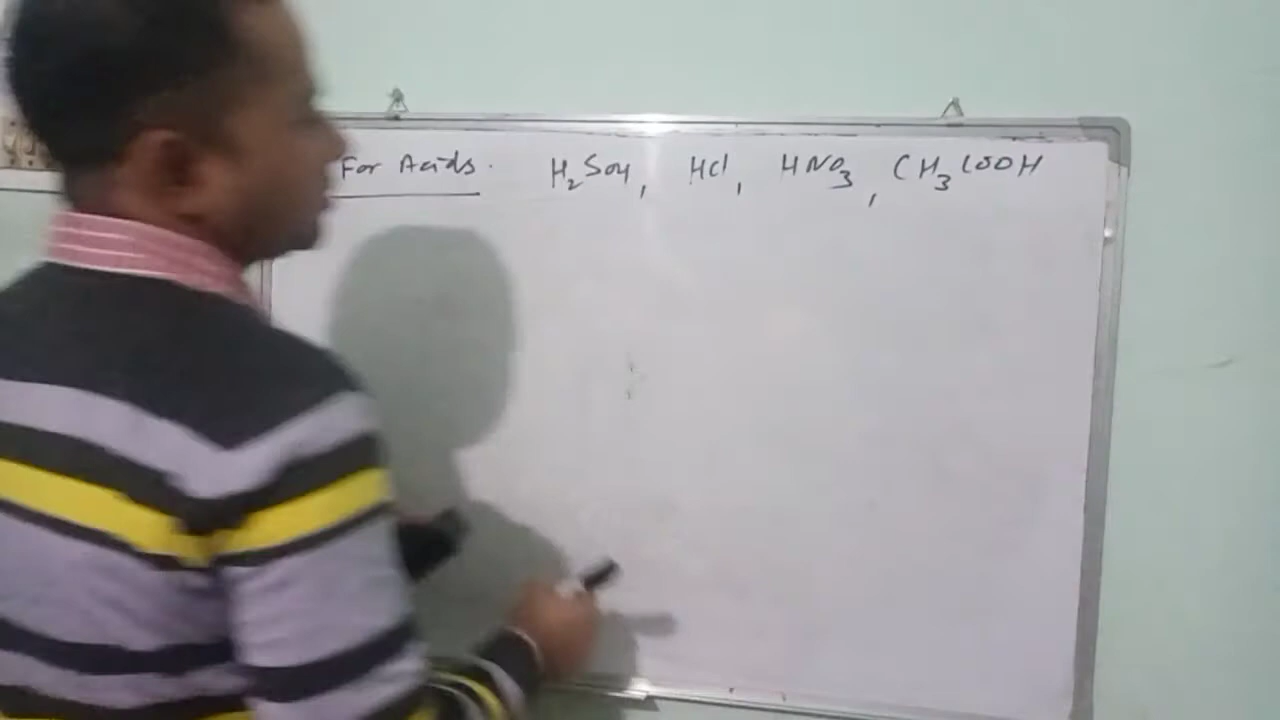 For Acids. H₂SO₄, HCl, HNO₃, CH₃COOH